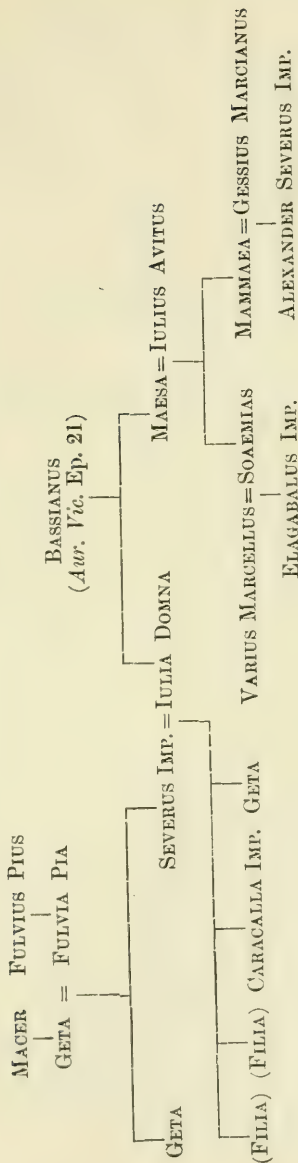 MACER FULVIUS PIUS
GETA = FULVIA PIA
BASSIANUS
(Aur. Vic. Ep. 21)
GETA SEVERUS IMP. = IULIA DOMNA MAESA = IULIUS AVITUS
(FILIA) (FILIA) CARACALLA IMP. GETA VARIUS MARCELLUS = SOAEMIAS MAMMAEA = GESSIUS MARCIANUS
ELAGABALUS IMP. ALEXANDER SEVERUS IMP.